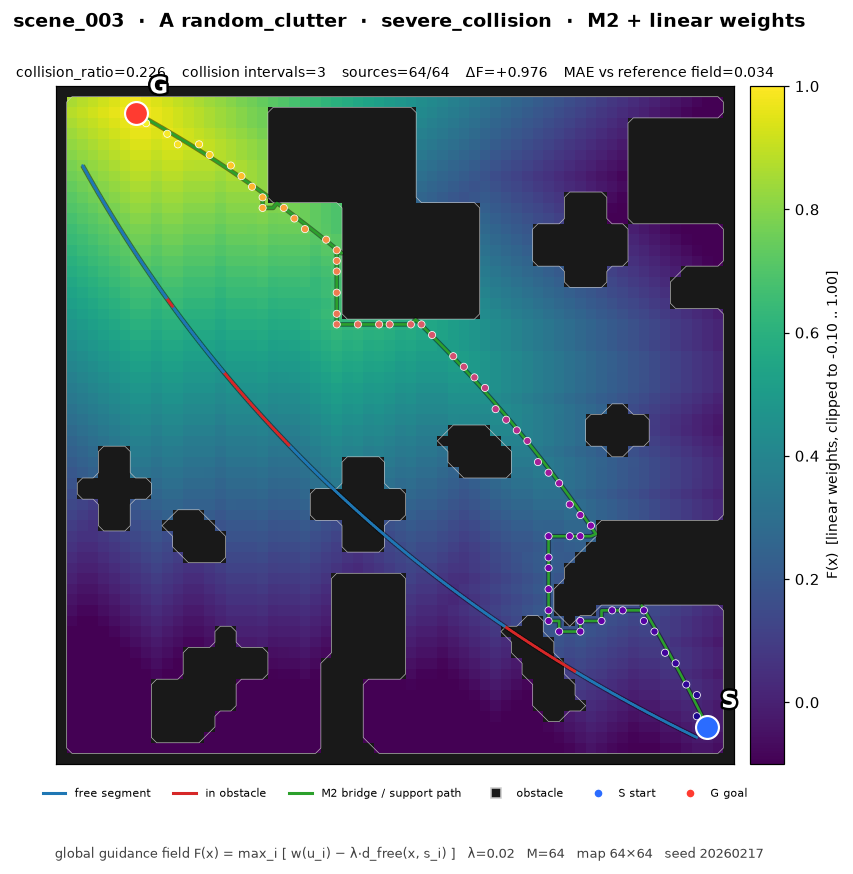 scene_003 · A random_clutter · severe_collision · M2 + linear weights
collision_ratio=0.226 collision intervals=3 sources=64/64 ΔF=+0.976 MAE vs reference field=0.034
G
S
1.0
0.8
0.6
0.4
0.2
0.0
F(x) [linear weights, clipped to -0.10 .. 1.00]
free segment
in obstacle
M2 bridge / support path
obstacle
S start
G goal
global guidance field F(x) = max_i [ w(u_i) − λ·d_free(x, s_i) ] λ=0.02 M=64 map 64×64 seed 20260217